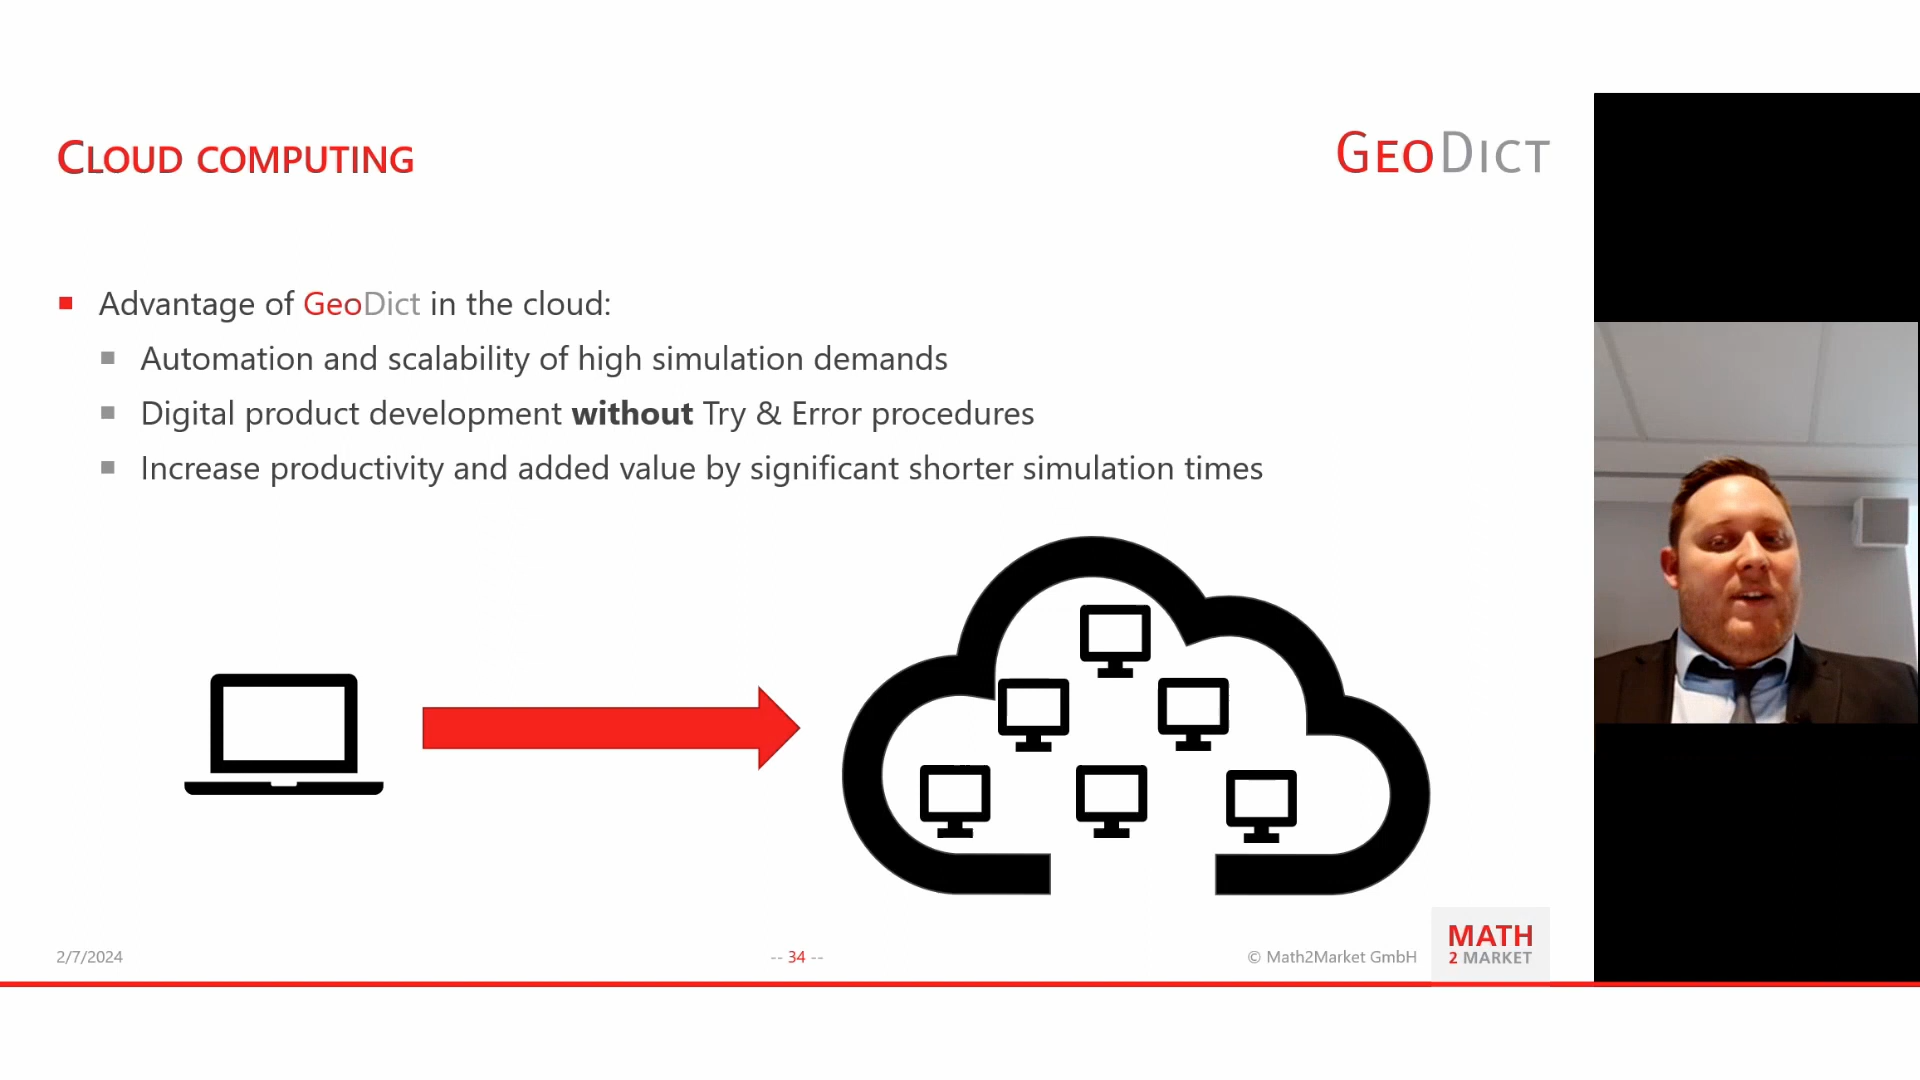 CLOUD COMPUTING
GEODICT
Advantage of GeoDict in the cloud:
Automation and scalability of high simulation demands
Digital product development without Try & Error procedures
Increase productivity and added value by significant shorter simulation times
2/7/2024
-- 34 --
© Math2Market GmbH
MATH
2 MARKET